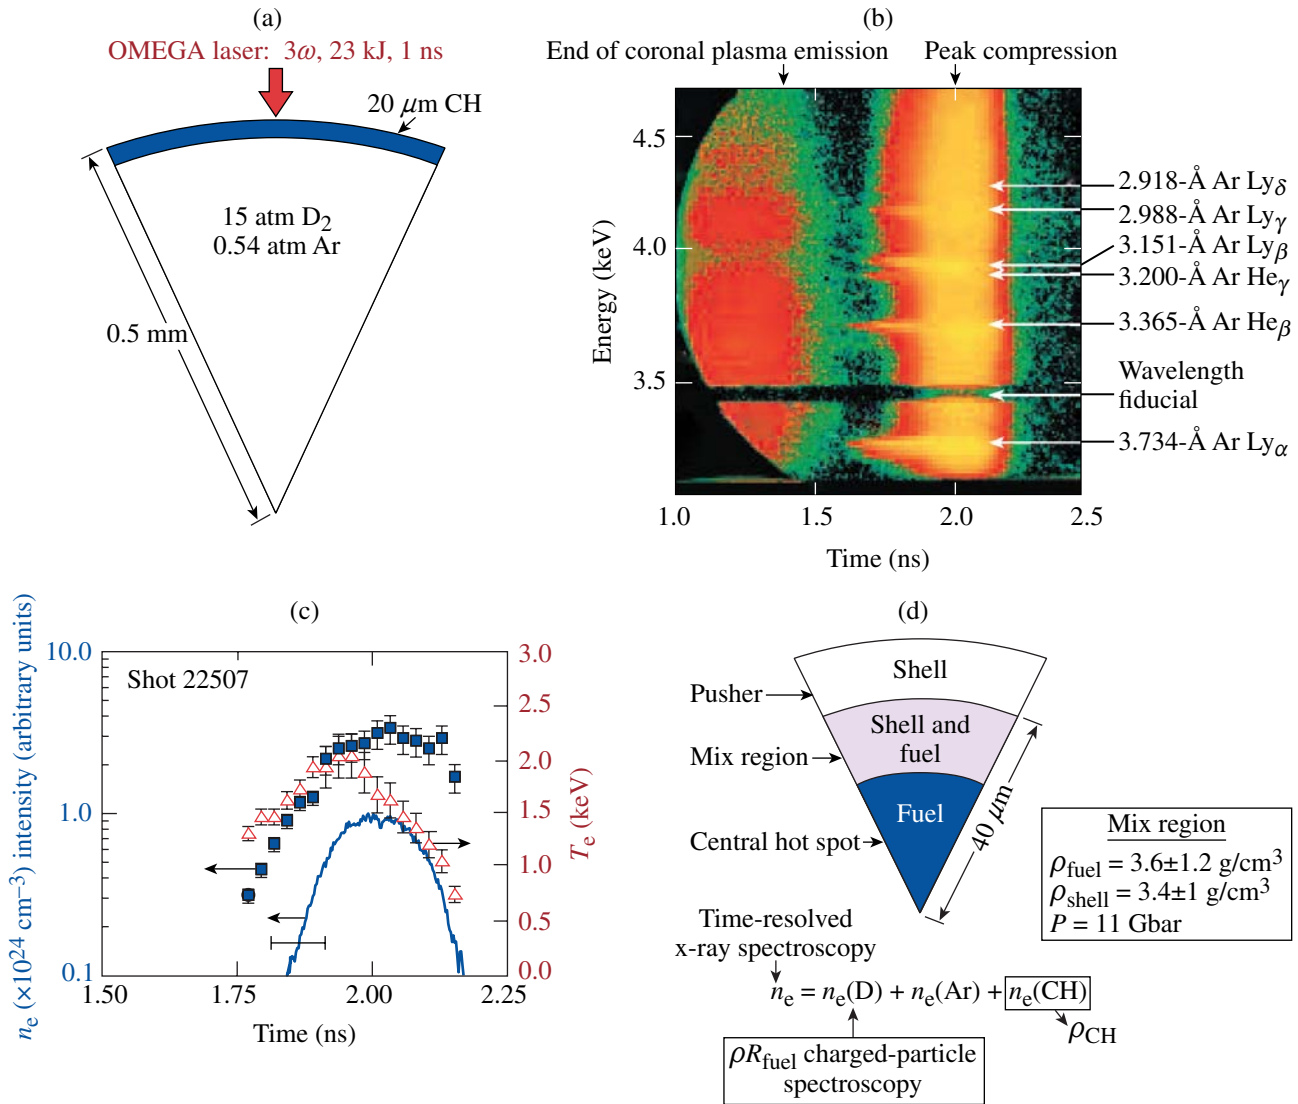 (a)
OMEGA laser: 3ω, 23 kJ, 1 ns
20 μm CH
15 atm D₂
0.54 atm Ar
0.5 mm
(b)
End of coronal plasma emission
Peak compression
Energy (keV)
4.5
4.0
3.5
1.0
1.5
2.0
2.5
Time (ns)
2.918-Å Ar Lyδ
2.988-Å Ar Lyγ
3.151-Å Ar Lyβ
3.200-Å Ar Heγ
3.365-Å Ar Heβ
Wavelength
fiducial
3.734-Å Ar Lyα
(c)
nₑ (×10²⁴ cm⁻³) intensity (arbitrary units)
10.0
1.0
0.1
Shot 22507
3.0
2.5
2.0
1.5
1.0
0.5
0.0
Tₑ (keV)
1.50
1.75
2.00
2.25
Time (ns)
(d)
Shell
Pusher
Shell and
fuel
Mix region
Fuel
Central hot spot
40 μm
Mix region
ρfuel = 3.6±1.2 g/cm³
ρshell = 3.4±1 g/cm³
P = 11 Gbar
Time-resolved
x-ray spectroscopy
nₑ = nₑ(D) + nₑ(Ar) + nₑ(CH)
ρCH
ρRfuel charged-particle
spectroscopy